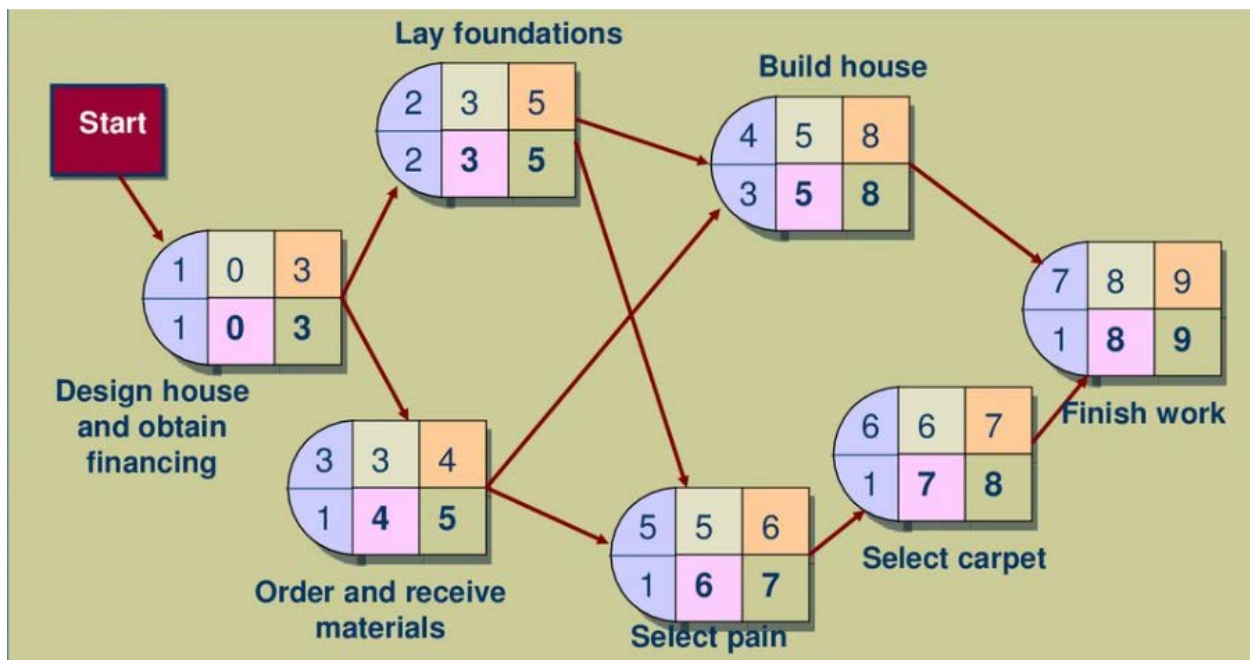 Start
1 0 3
1 0 3
Design house
and obtain
financing
Lay foundations
2 3 5
2 3 5
3 3 4
1 4 5
Order and receive
materials
Build house
4 5 8
3 5 8
5 5 6
1 6 7
Select pain
6 6 7
1 7 8
Select carpet
7 8 9
1 8 9
Finish work